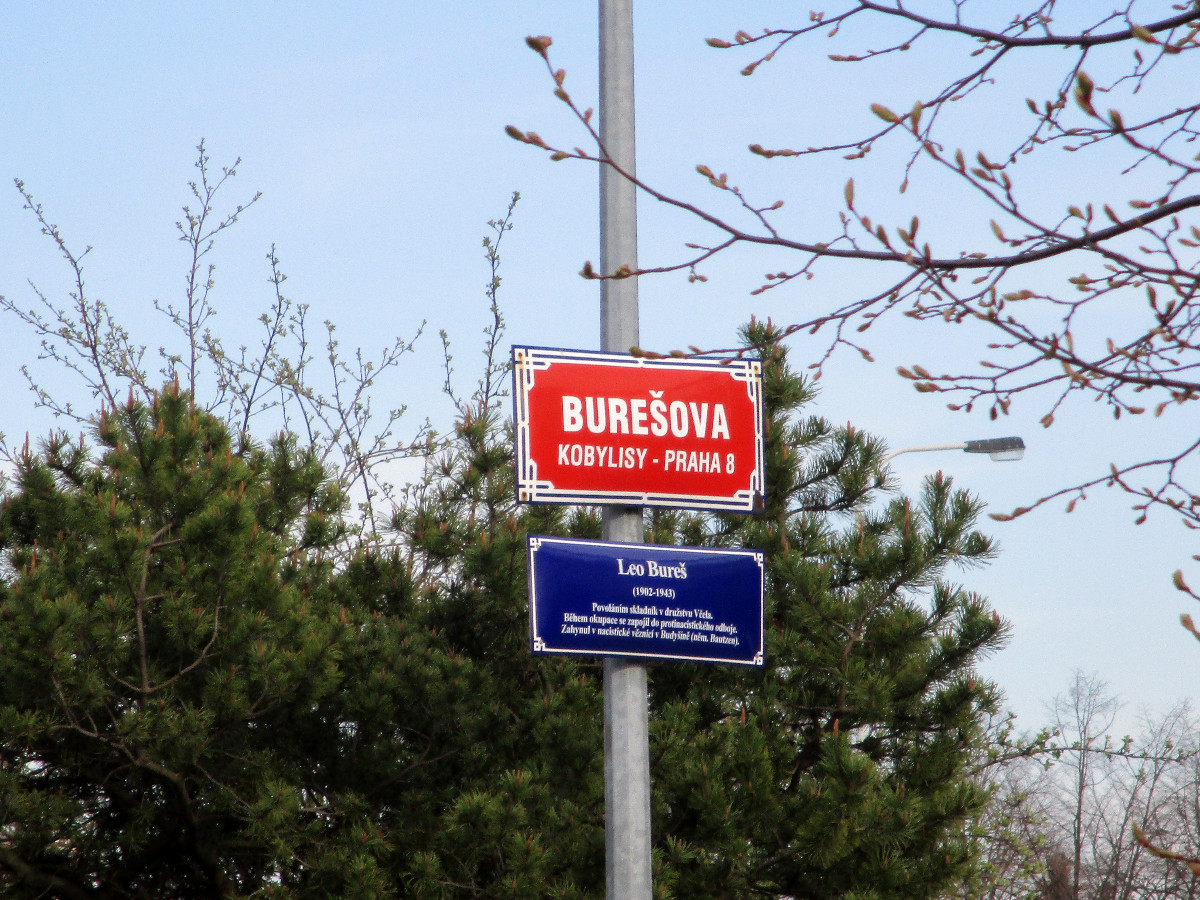 BUREŠOVA
KOBYLISY - PRAHA 8
Leo Bureš
(1902-1943)
Povoláním skladník v družstvu Včela.
Během okupace se zapojil do protinacistického odboje.
Zahynul v nacistické věznici v Budyšíně (něm. Bautzen).